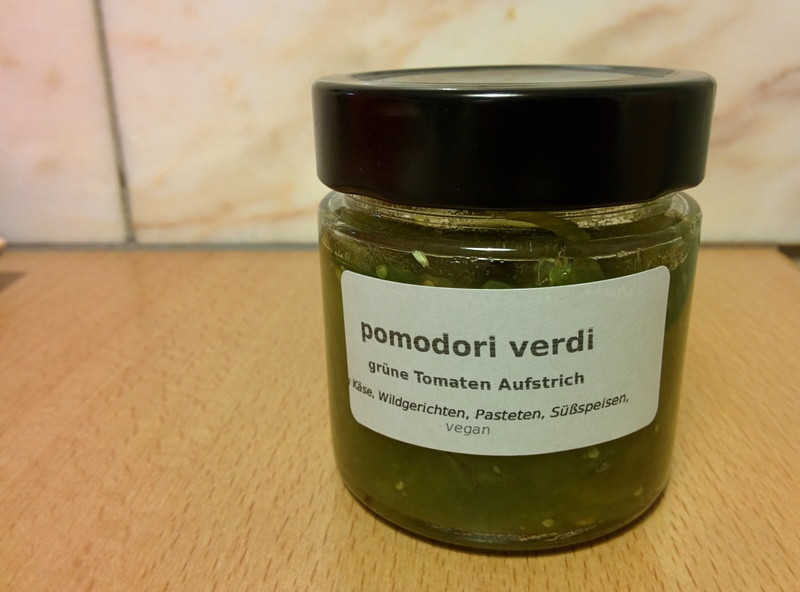 pomodori verdi
grüne Tomaten Aufstrich
Käse, Wildgerichten, Pasteten, Süßspeisen,
vegan